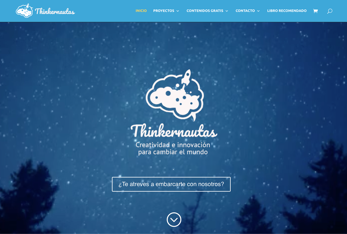 Thinkernautas
INICIO PROYECTOS CONTENIDOS GRATIS CONTACTO LIBRO RECOMENDADO
Thinkernautas
Creatividad e innovación
para cambiar el mundo
¿Te atreves a embarcarte con nosotros?